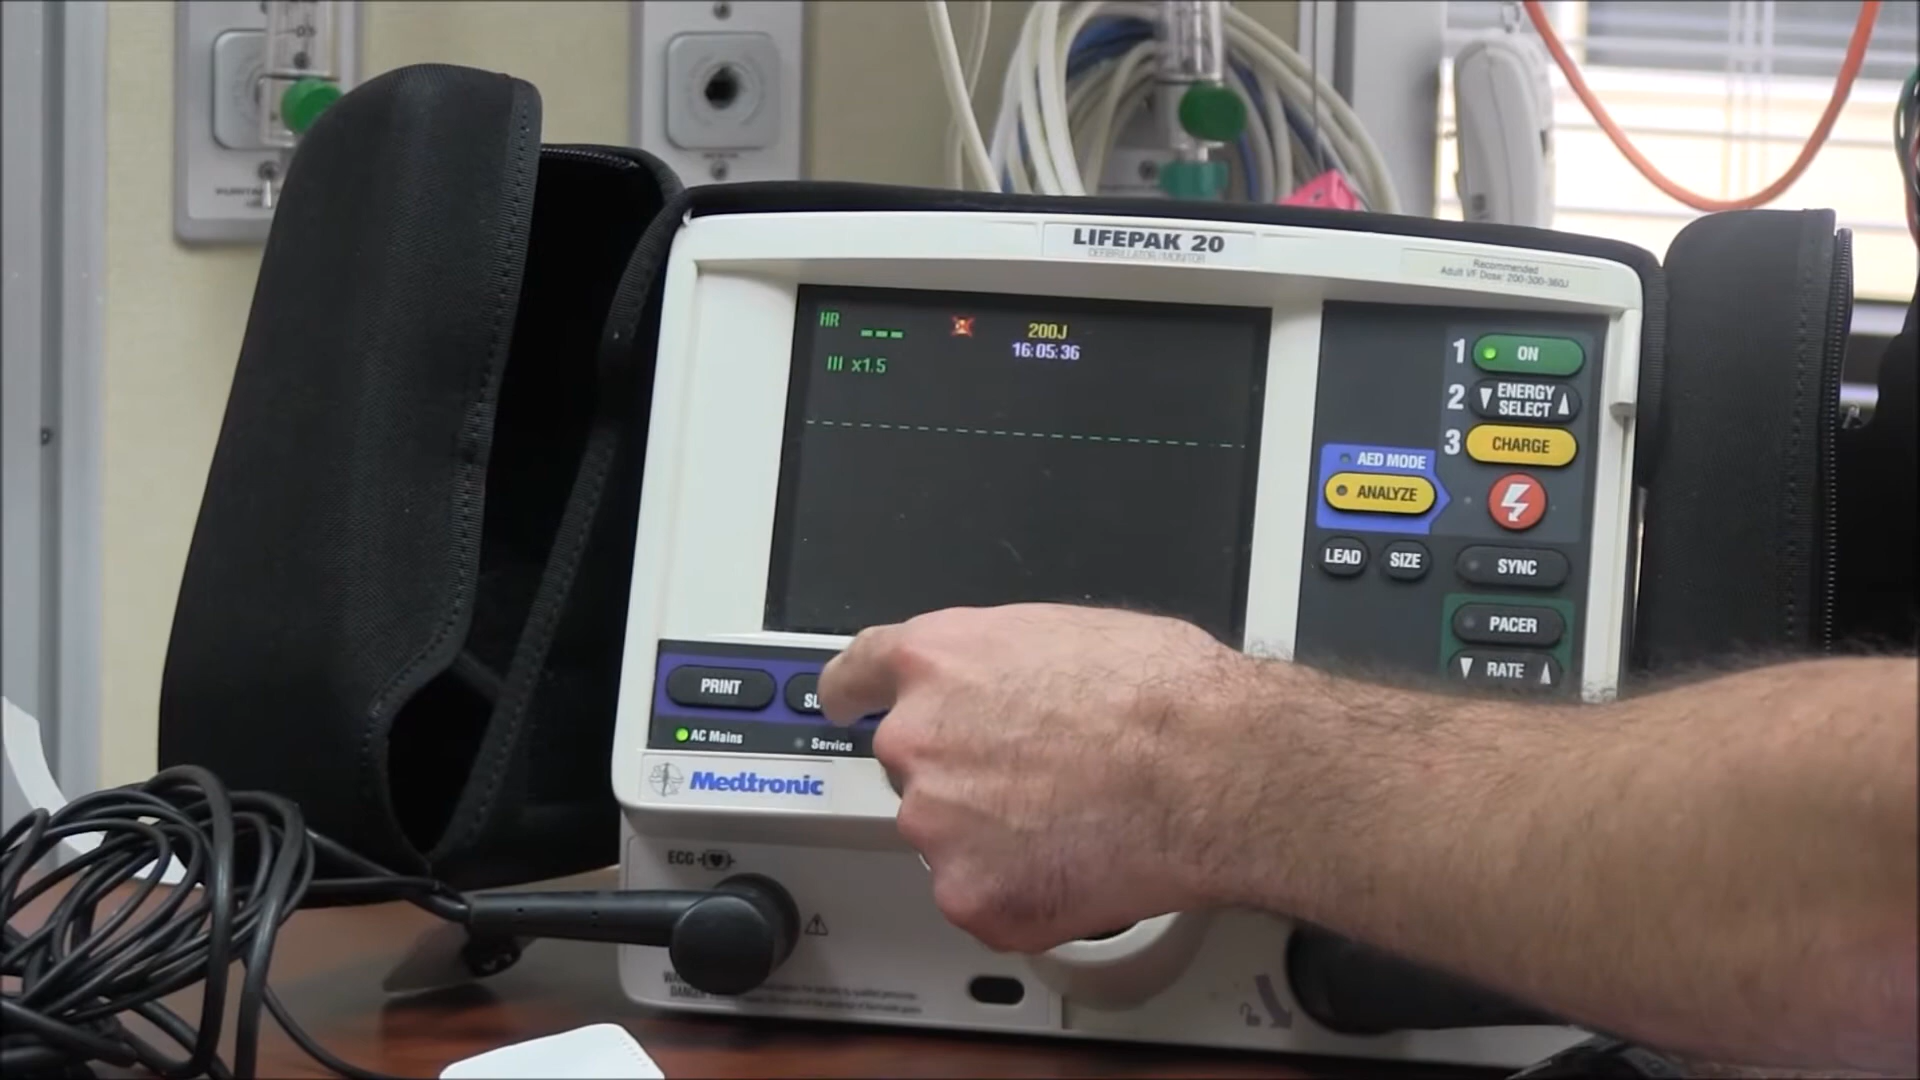 LIFEPAK 20
DEFIBRILLATOR/MONITOR
Recommended
Adult VF Dose: 200-300-360J
HR
---
200J
16:05:36
III x1.5
1 ON
2 ENERGY SELECT
3 CHARGE
AED MODE
ANALYZE
LEAD
SIZE
SYNC
PACER
RATE
PRINT
AC Mains
Service
Medtronic
ECG